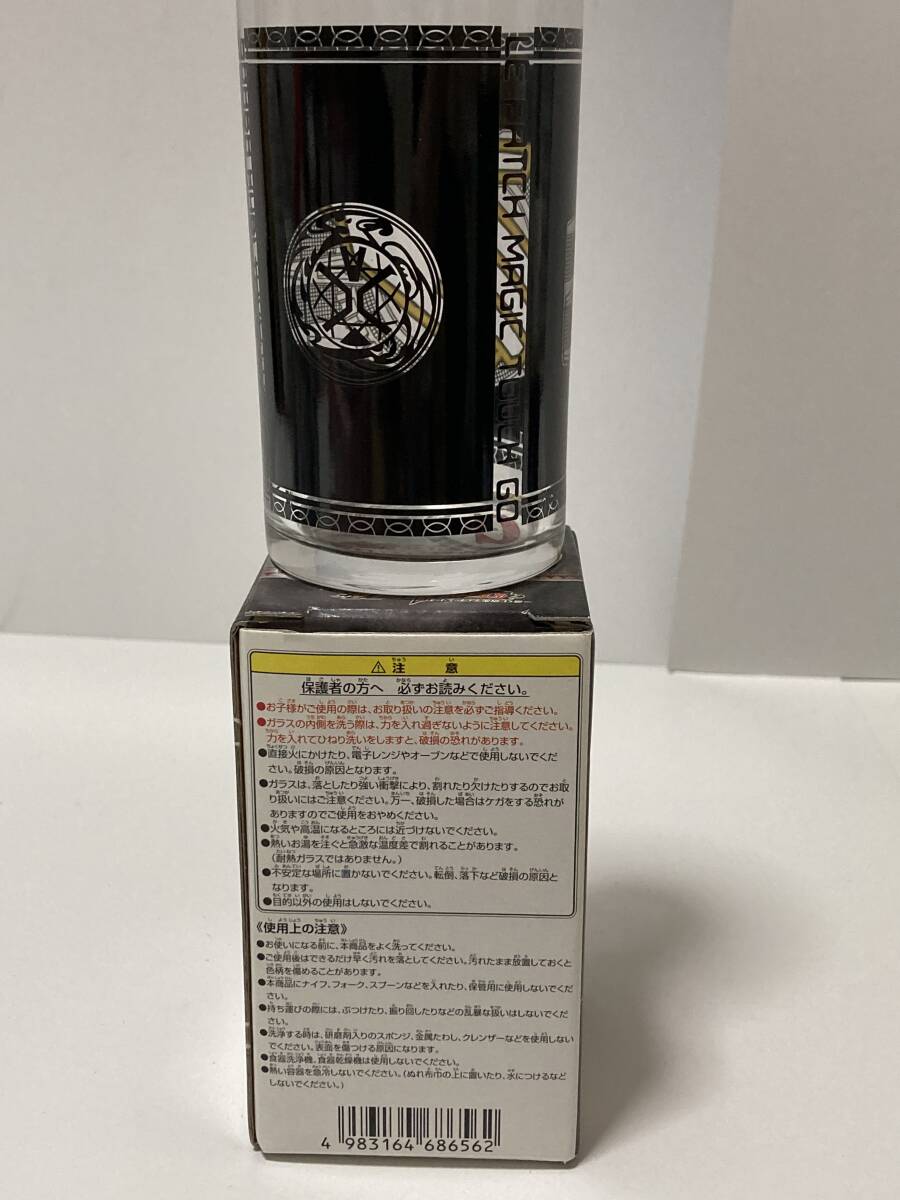 LE PATCH MAGIC TOUCH GO
⚠注意
保護者の方へ 必ずお読みください。
●お子様がご使用の際は、お取り扱いの注意を必ずご指導ください。
●ガラスの内側を洗う際は、力を入れ過ぎないように注意してください。
力を入れてひねり洗いをしますと、破損の恐れがあります。
●直接火にかけたり、電子レンジやオーブンなどで使用しないでくだ
さい。破損の原因となります。
●ガラスは、落としたり強い衝撃により、割れたり欠けたりするのでお取
り扱いにはご注意ください。万一、破損した場合はケガをする恐れが
ありますのでご使用をおやめください。
●火気や高温になるところには近づけないでください。
●熱いお湯を注ぐと急激な温度差で割れることがあります。
(耐熱ガラスではありません。)
●不安定な場所に置かないでください。転倒、落下など破損の原因と
なります。
●目的以外の使用はしないでください。
《使用上の注意》
●お使いになる前に、本商品をよく洗ってください。
●ご使用後はできるだけ早く汚れを落としてください。汚れたまま放置しておくと
色柄を傷めることがあります。
●本商品にナイフ、フォーク、スプーンなどを入れたり、保管用に使用しないでくだ
さい。
●持ち運びの際には、ぶつけたり、振り回したりなどの乱暴な扱いはしないでくだ
さい。
●洗浄する時は、研磨剤入りのスポンジ、金属たわし、クレンザーなどを使用しない
でください。表面を傷つける原因になります。
●食器洗浄機、食器乾燥機は使用しないでください。
●熱い容器を急冷しないでください。(ぬれ布巾の上に置いたり、水につけるなど
しないでください。)
4 983164 686562